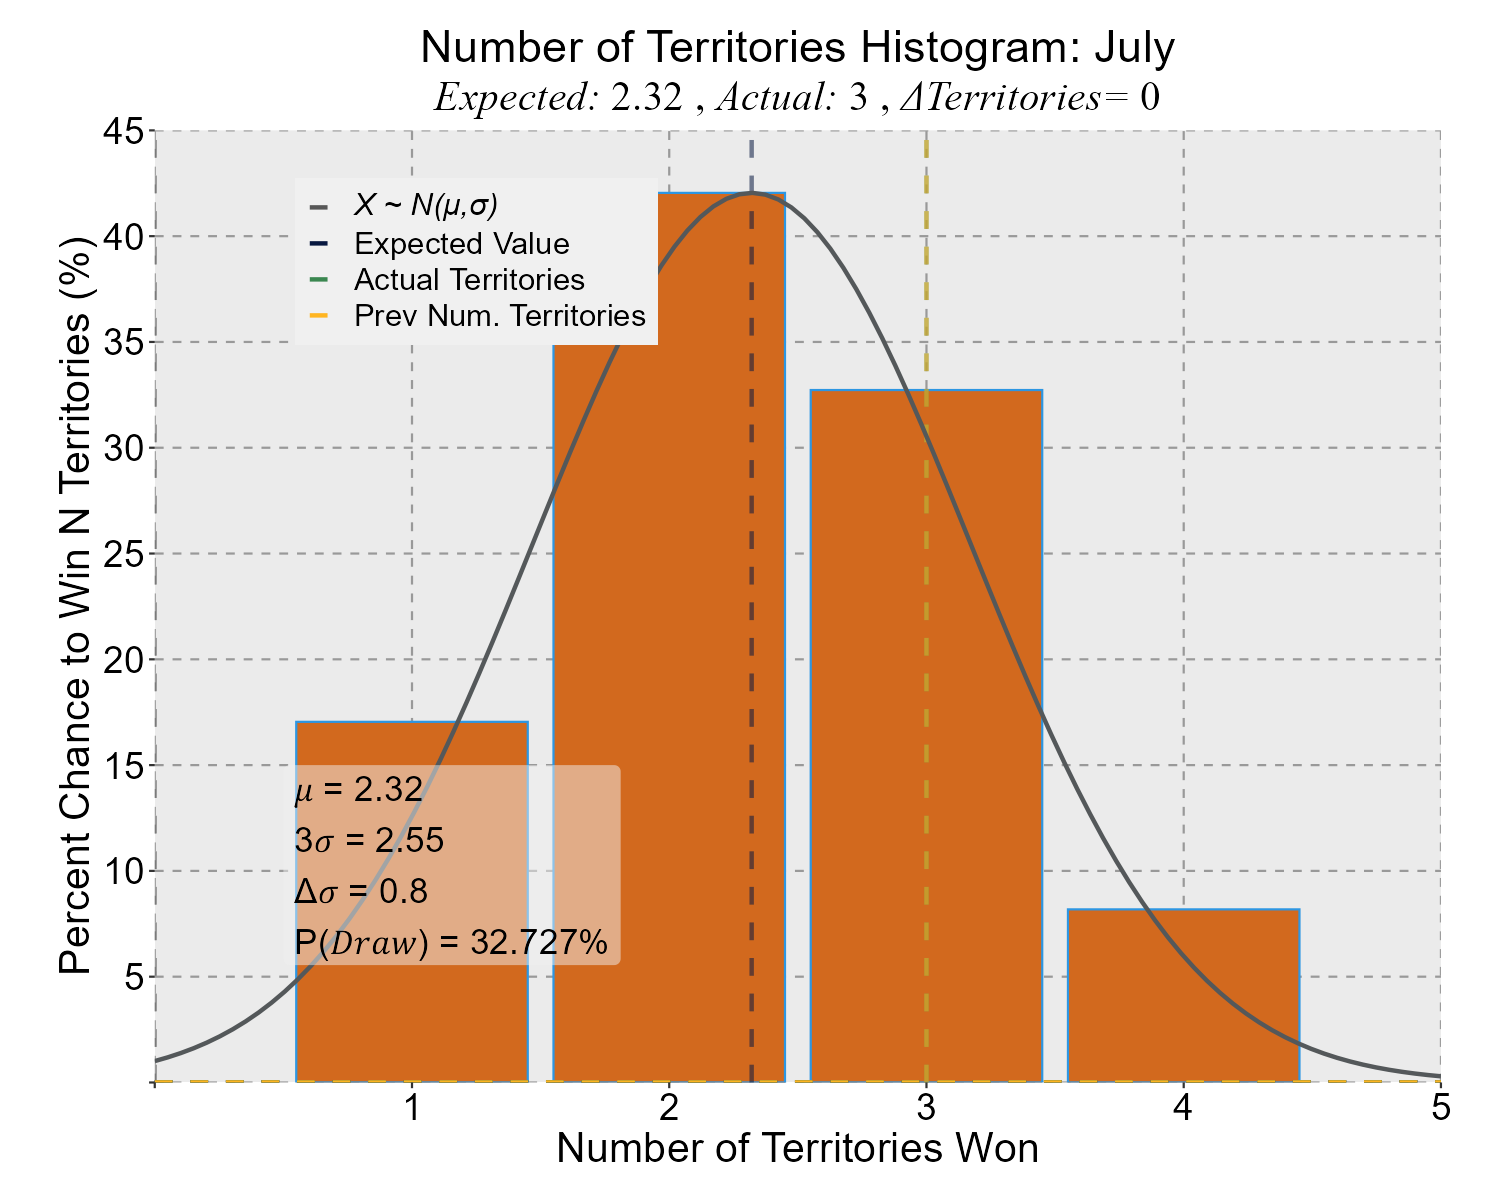 Number of Territories Histogram: July
Expected: 2.32 , Actual: 3 , ΔTerritories= 0
Percent Chance to Win N Territories (%)
45
40
35
30
25
20
15
10
5
X ~ N(μ,σ)
Expected Value
Actual Territories
Prev Num. Territories
μ = 2.32
3σ = 2.55
Δσ = 0.8
P(Draw) = 32.727%
1 2 3 4 5
Number of Territories Won